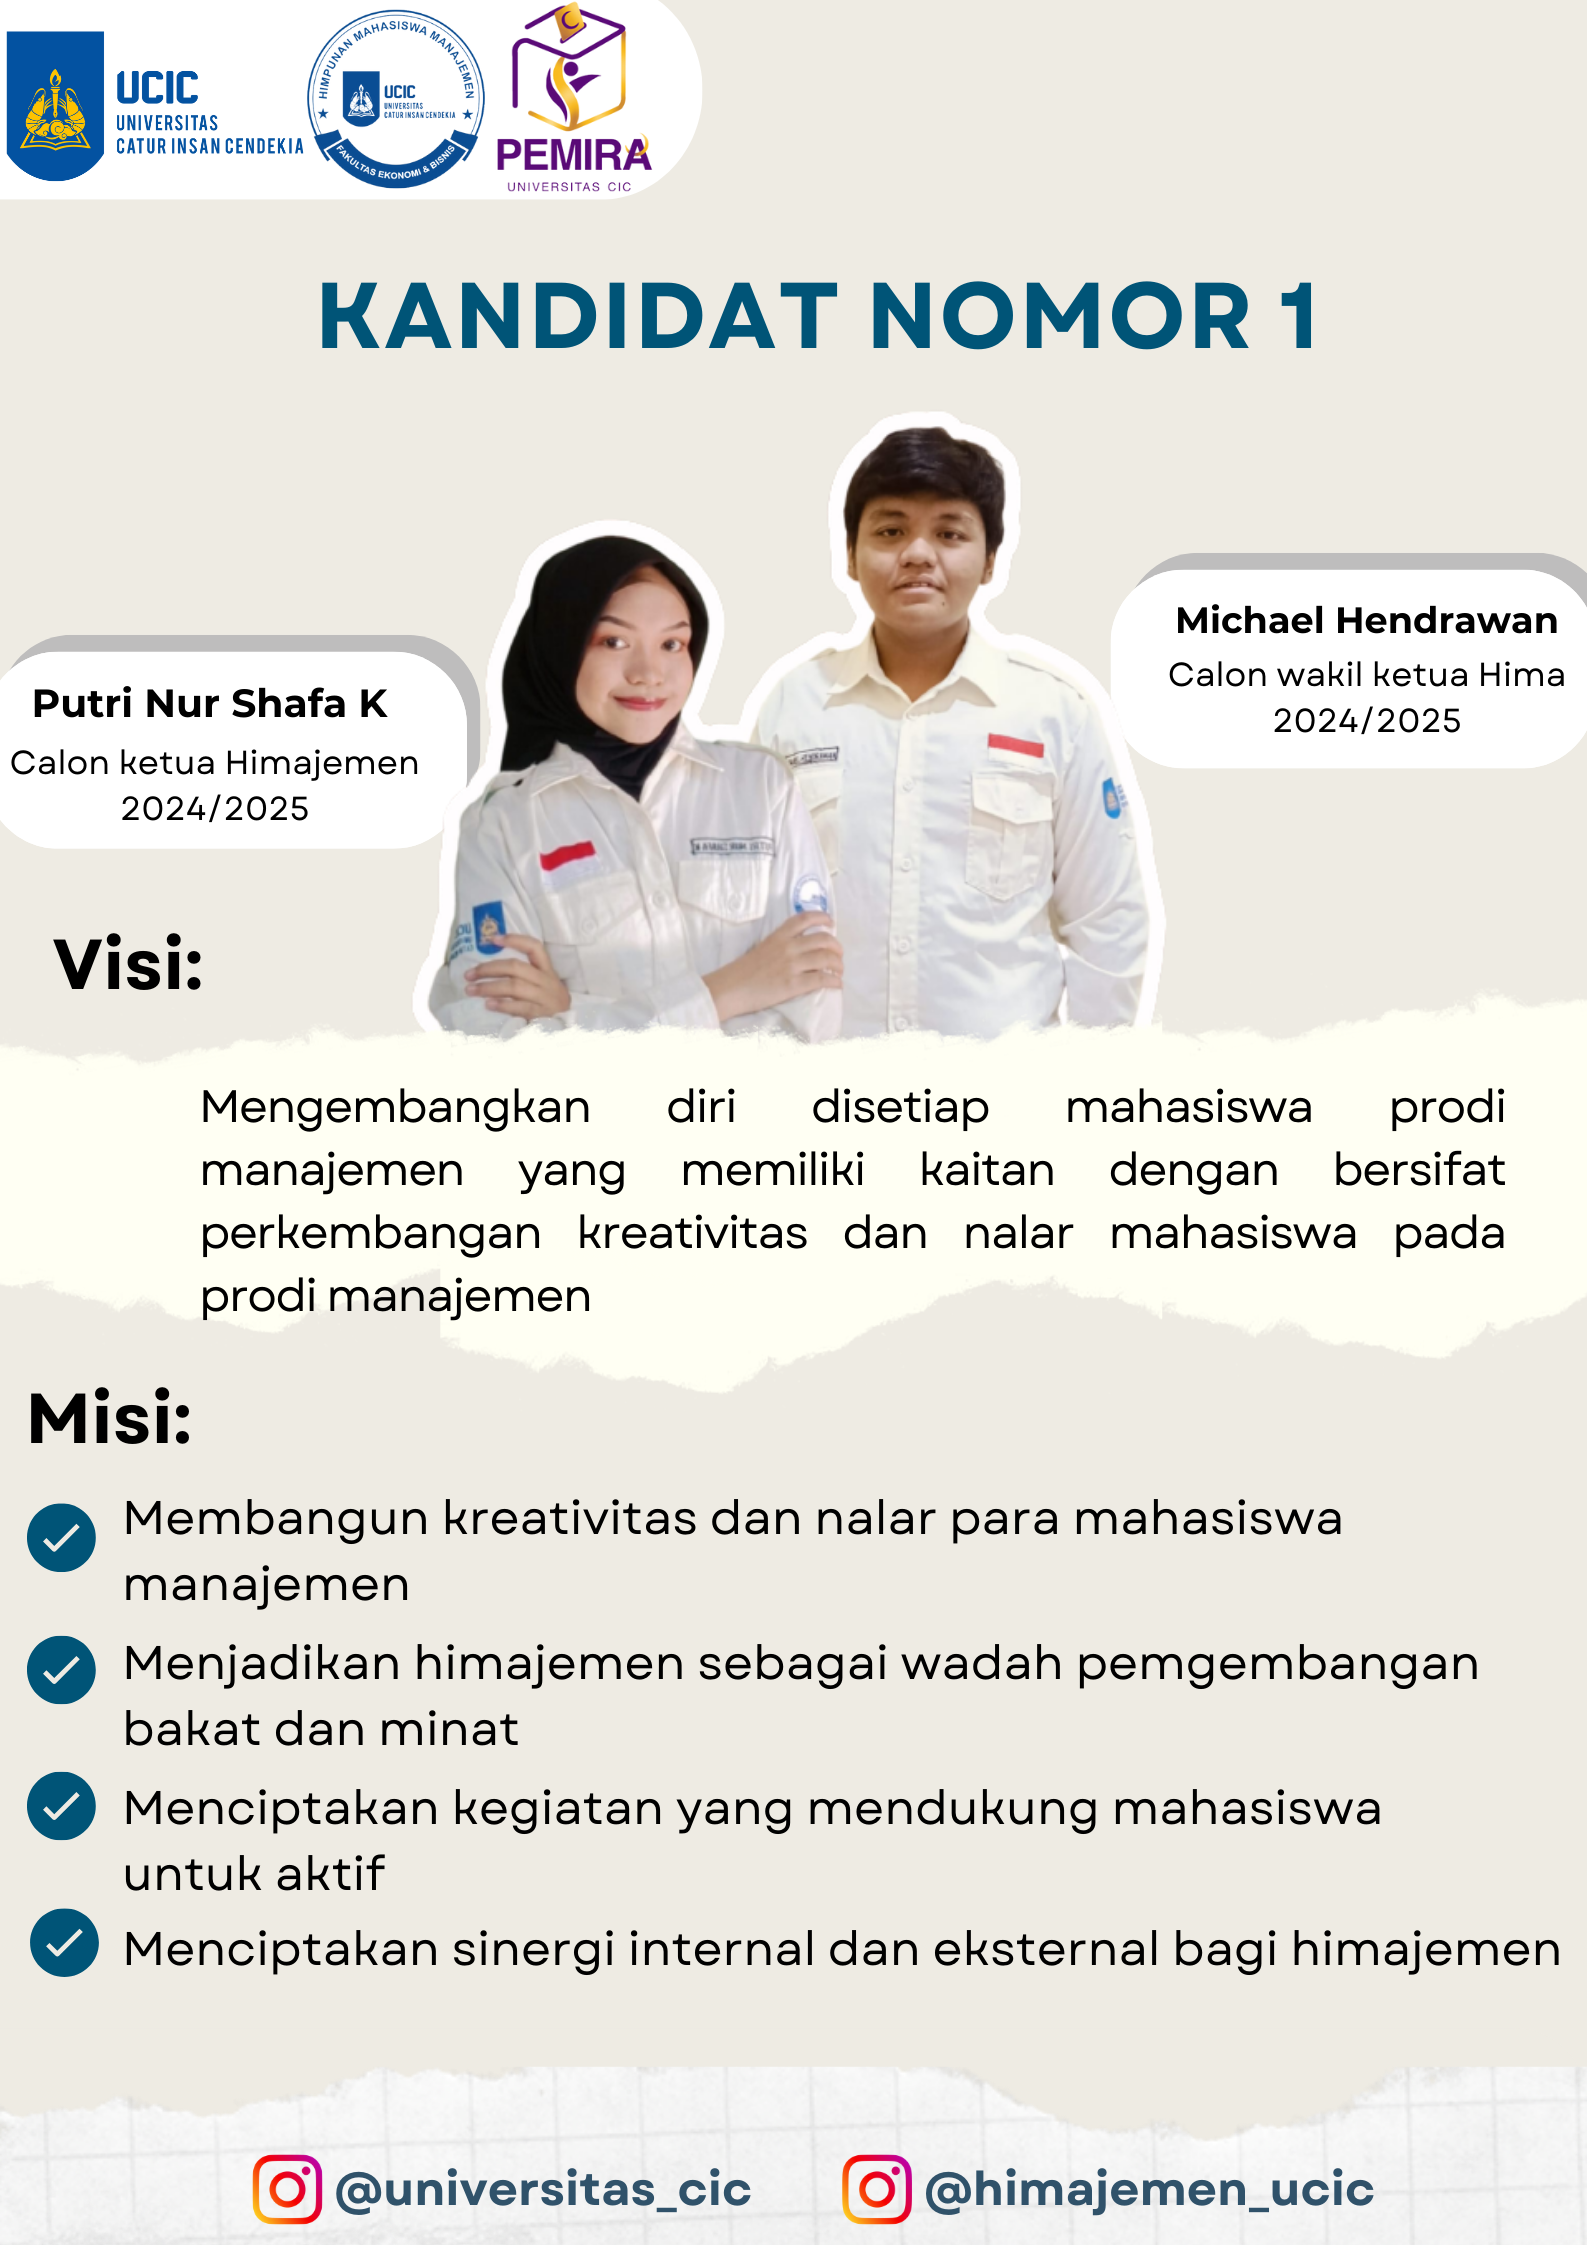 UCIC
UNIVERSITAS
CATUR INSAN CENDEKIA
HIMPUNAN MAHASISWA MANAJEMEN
UCIC
UNIVERSITAS
CATUR INSAN CENDEKIA
FAKULTAS EKONOMI & BISNIS
PEMIRA
UNIVERSITAS CIC
KANDIDAT NOMOR 1
Michael Hendrawan
Calon wakil ketua Hima
2024/2025
Putri Nur Shafa K
Calon ketua Himajemen
2024/2025
Visi:
Mengembangkan diri disetiap mahasiswa prodi
manajemen yang memiliki kaitan dengan bersifat
perkembangan kreativitas dan nalar mahasiswa pada
prodi manajemen
Misi:
Membangun kreativitas dan nalar para mahasiswa
manajemen
Menjadikan himajemen sebagai wadah pemgembangan
bakat dan minat
Menciptakan kegiatan yang mendukung mahasiswa
untuk aktif
Menciptakan sinergi internal dan eksternal bagi himajemen
@universitas_cic
@himajemen_ucic